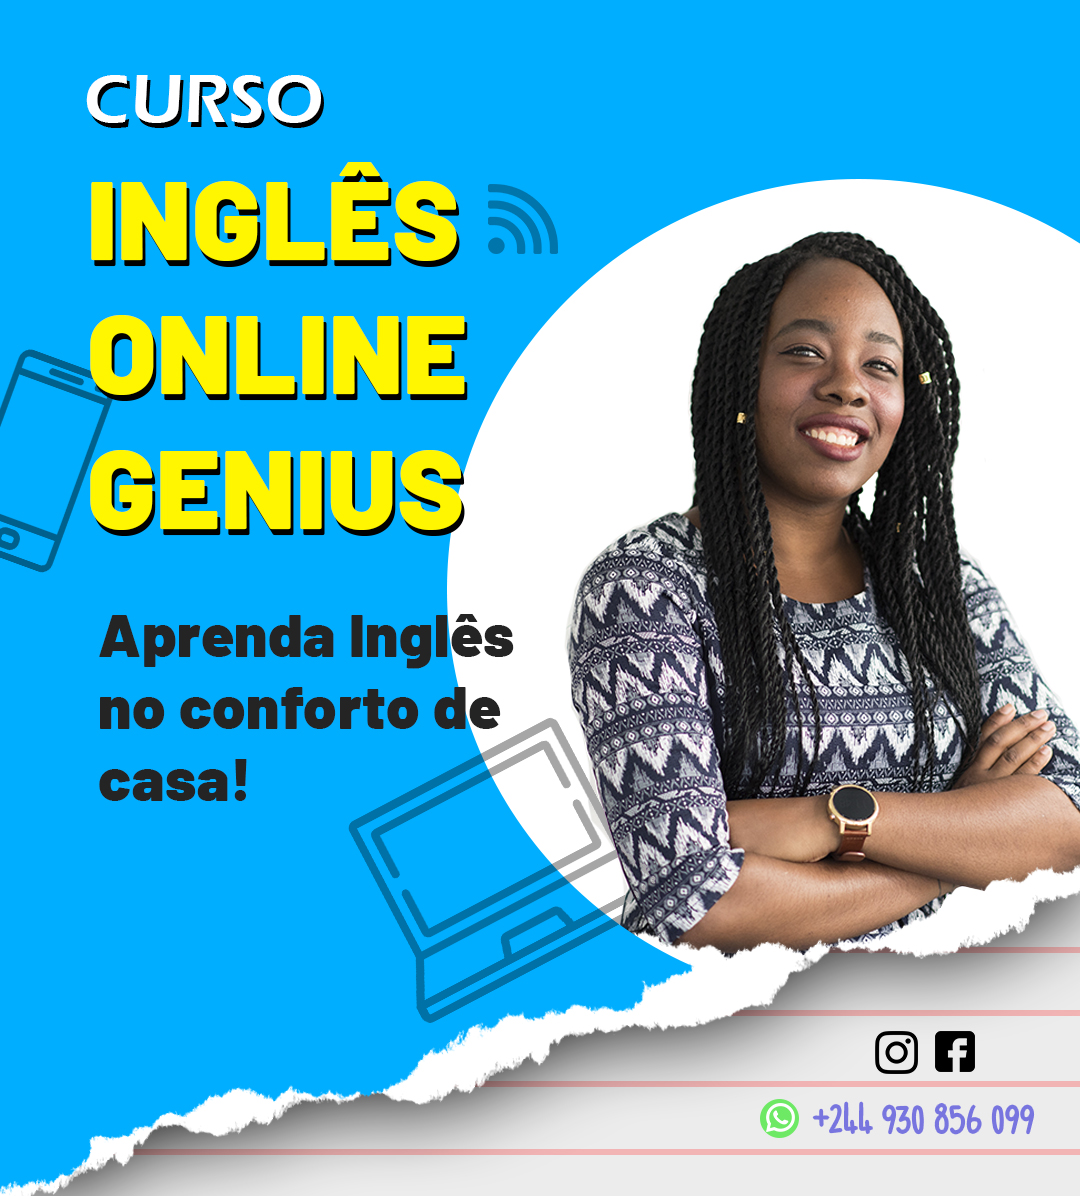 CURSO
INGLÊS
ONLINE
GENIUS
Aprenda Inglês
no conforto de
casa!
+244 930 856 099